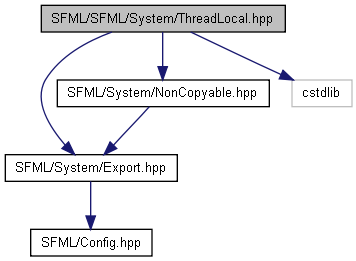 SFML/SFML/System/ThreadLocal.hpp
SFML/System/NonCopyable.hpp
cstdlib
SFML/System/Export.hpp
SFML/Config.hpp